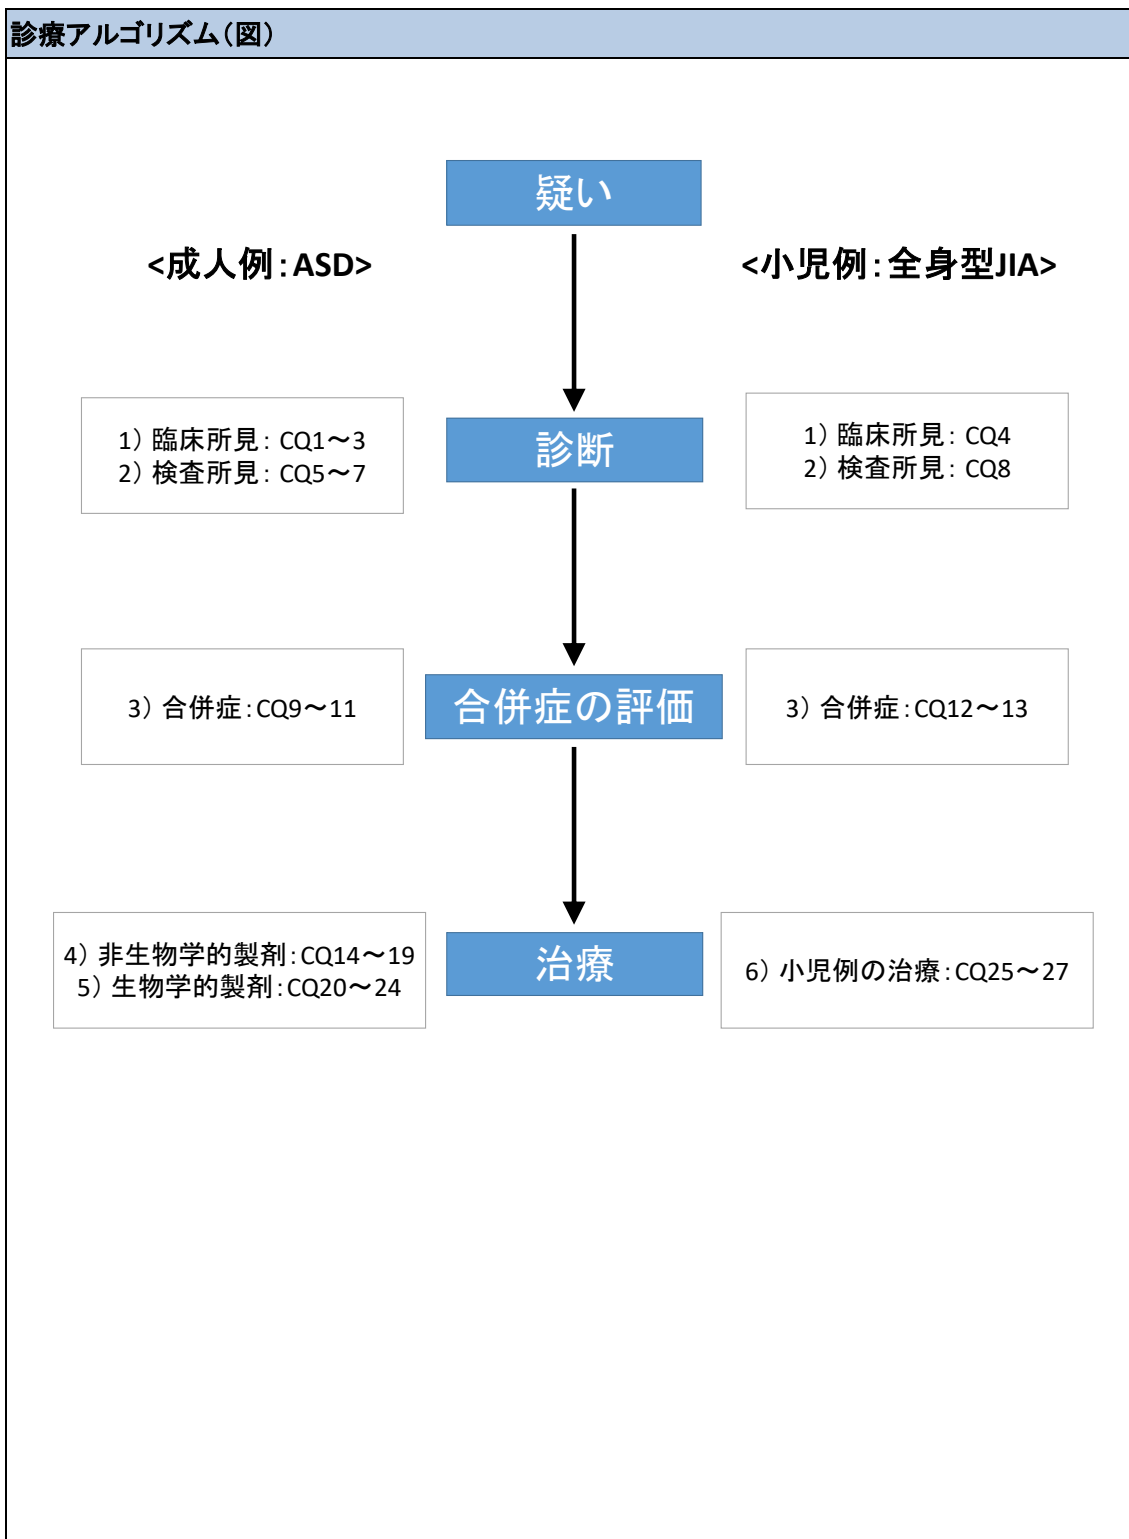 診療アルゴリズム（図）
疑い
<成人例：ASD>
<小児例：全身型JIA>
1）臨床所見： CQ1～3
2）検査所見： CQ5～7
診断
1）臨床所見： CQ4
2）検査所見： CQ8
3）合併症：CQ9～11
合併症の評価
3）合併症：CQ12～13
4）非生物学的製剤：CQ14～19
5）生物学的製剤：CQ20～24
治療
6）小児例の治療：CQ25～27